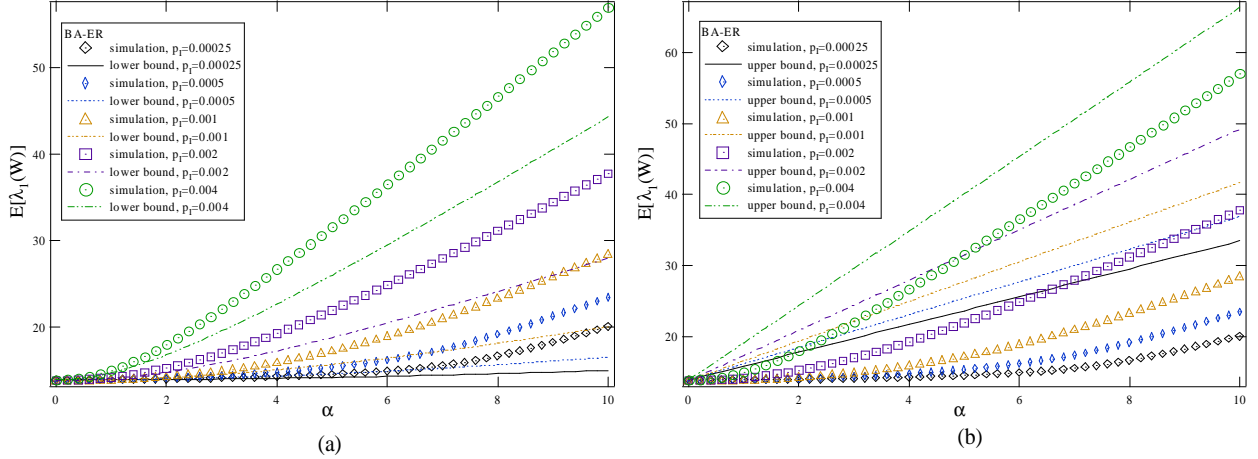 BA-ER
simulation, p_I=0.00025
lower bound, p_I=0.00025
simulation, p_I=0.0005
lower bound, p_I=0.0005
simulation, p_I=0.001
lower bound, p_I=0.001
simulation, p_I=0.002
lower bound, p_I=0.002
simulation, p_I=0.004
lower bound, p_I=0.004
E[λ_1(W)]
50
40
30
20
0 2 4 6 8 10
α
(a)
BA-ER
simulation, p_I=0.00025
upper bound, p_I=0.00025
simulation, p_I=0.0005
upper bound, p_I=0.0005
simulation, p_I=0.001
upper bound, p_I=0.001
simulation, p_I=0.002
upper bound, p_I=0.002
simulation, p_I=0.004
upper bound, p_I=0.004
E[λ_1(W)]
60
50
40
30
20
0 2 4 6 8 10
α
(b)